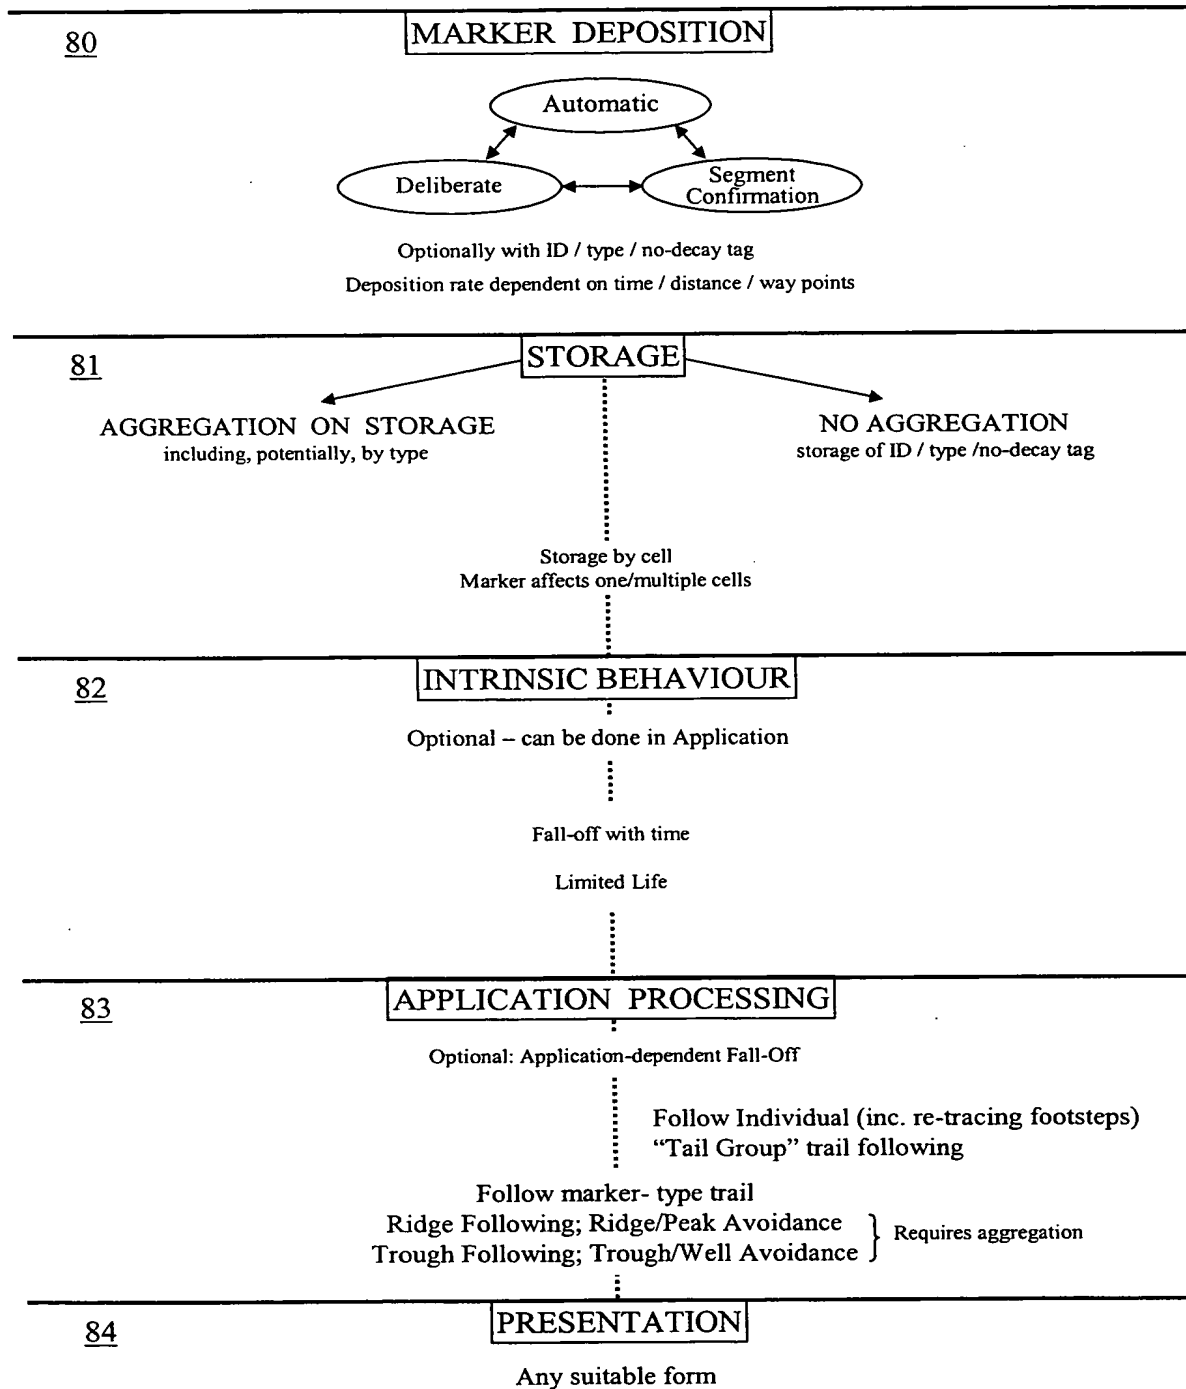 80
MARKER DEPOSITION
Automatic
Deliberate
Segment
Confirmation
Optionally with ID / type / no-decay tag
Deposition rate dependent on time / distance / way points
81
STORAGE
AGGREGATION ON STORAGE
including, potentially, by type
NO AGGREGATION
storage of ID / type /no-decay tag
Storage by cell
Marker affects one/multiple cells
82
INTRINSIC BEHAVIOUR
Optional – can be done in Application
Fall-off with time
Limited Life
83
APPLICATION PROCESSING
Optional: Application-dependent Fall-Off
Follow Individual (inc. re-tracing footsteps)
“Tail Group” trail following
Follow marker- type trail
Ridge Following; Ridge/Peak Avoidance
Trough Following; Trough/Well Avoidance
Requires aggregation
84
PRESENTATION
Any suitable form